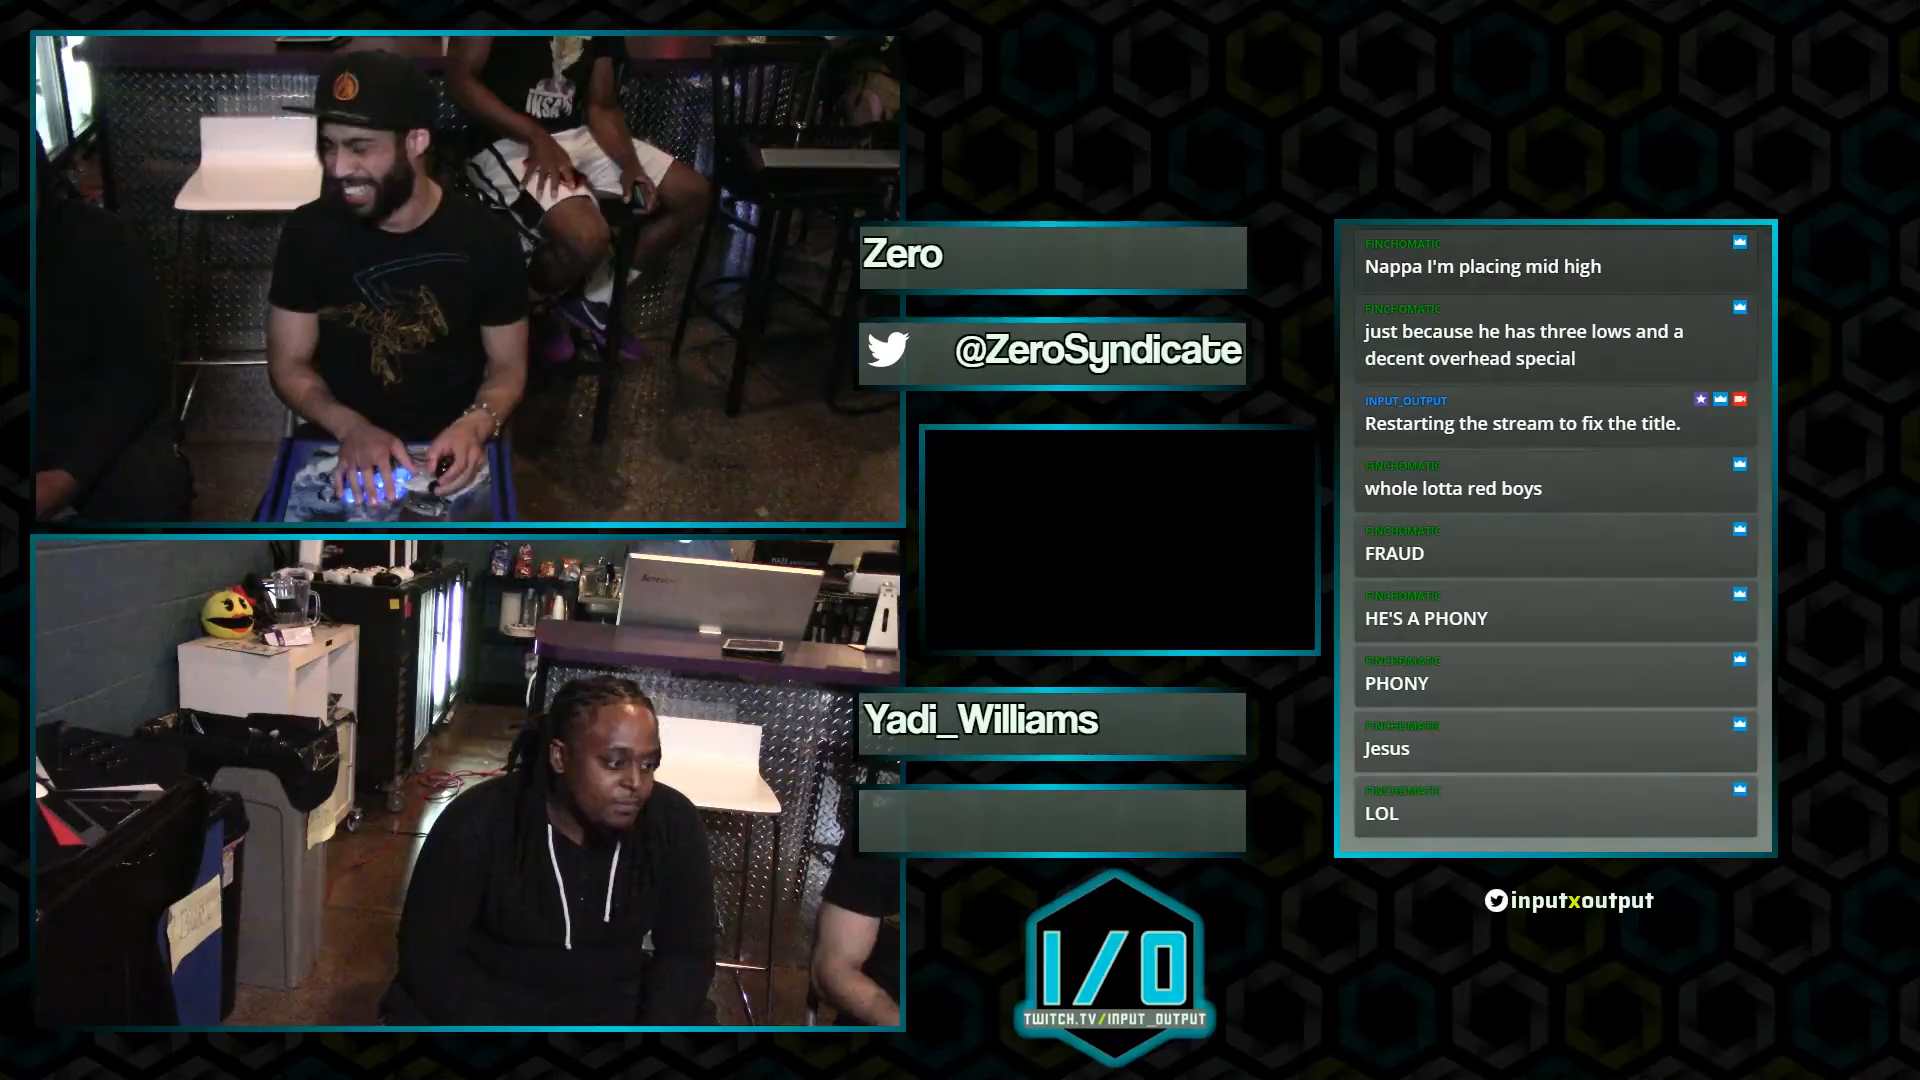 Zero
@ZeroSyndicate
Yadi_Williams
I/O
TWITCH.TV/INPUT_OUTPUT
FINCHOMATIC
Nappa I'm placing mid high
FINCHOMATIC
just because he has three lows and a
decent overhead special
INPUT_OUTPUT
Restarting the stream to fix the title.
FINCHOMATIC
whole lotta red boys
FINCHOMATIC
FRAUD
FINCHOMATIC
HE'S A PHONY
FINCHOMATIC
PHONY
FINCHOMATIC
Jesus
FINCHOMATIC
LOL
inputxoutput
lenovo